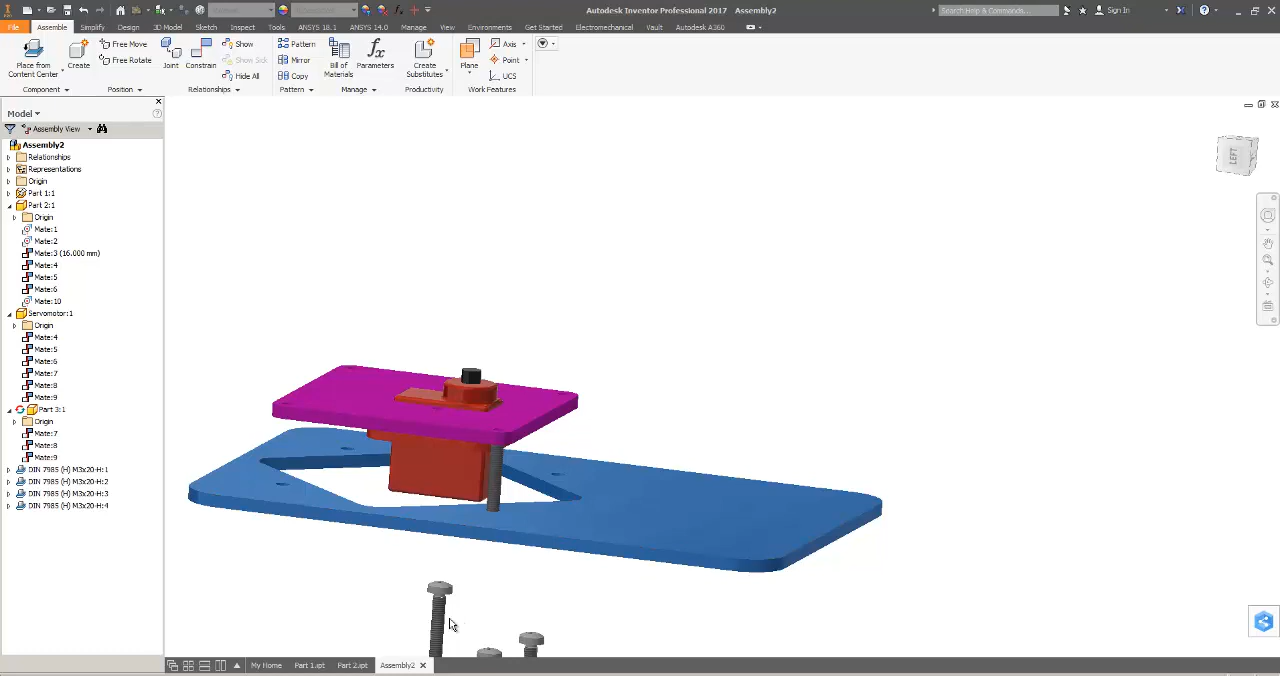 Autodesk Inventor Professional 2017 Assembly2
Search Help & Commands...
Sign In
File Assemble Simplify Design 3D Model Sketch Inspect Tools ANSYS 18.1 ANSYS 14.0 Manage View Environments Get Started Electromechanical Vault Autodesk A360
Place from Content Center
Create
Free Move
Free Rotate
Joint
Constrain
Show
Show Sick
Hide All
Pattern
Mirror
Copy
Bill of Materials
Parameters
Create Substitutes
Plane
Axis
Point
UCS
Component
Position
Relationships
Pattern
Manage
Productivity
Work Features
Model
Assembly View
Assembly2
Relationships
Representations
Origin
Part 1:1
Part 2:1
Origin
Mate:1
Mate:2
Mate:3 (16.000 mm)
Mate:4
Mate:5
Mate:6
Mate:10
Servomotor:1
Origin
Mate:4
Mate:5
Mate:6
Mate:7
Mate:8
Mate:9
Part 3:1
Origin
Mate:7
Mate:8
Mate:9
DIN 7985 (H) M3x20-H:1
DIN 7985 (H) M3x20-H:2
DIN 7985 (H) M3x20-H:3
DIN 7985 (H) M3x20-H:4
LEFT
My Home Part 1.ipt Part 2.ipt Assembly2